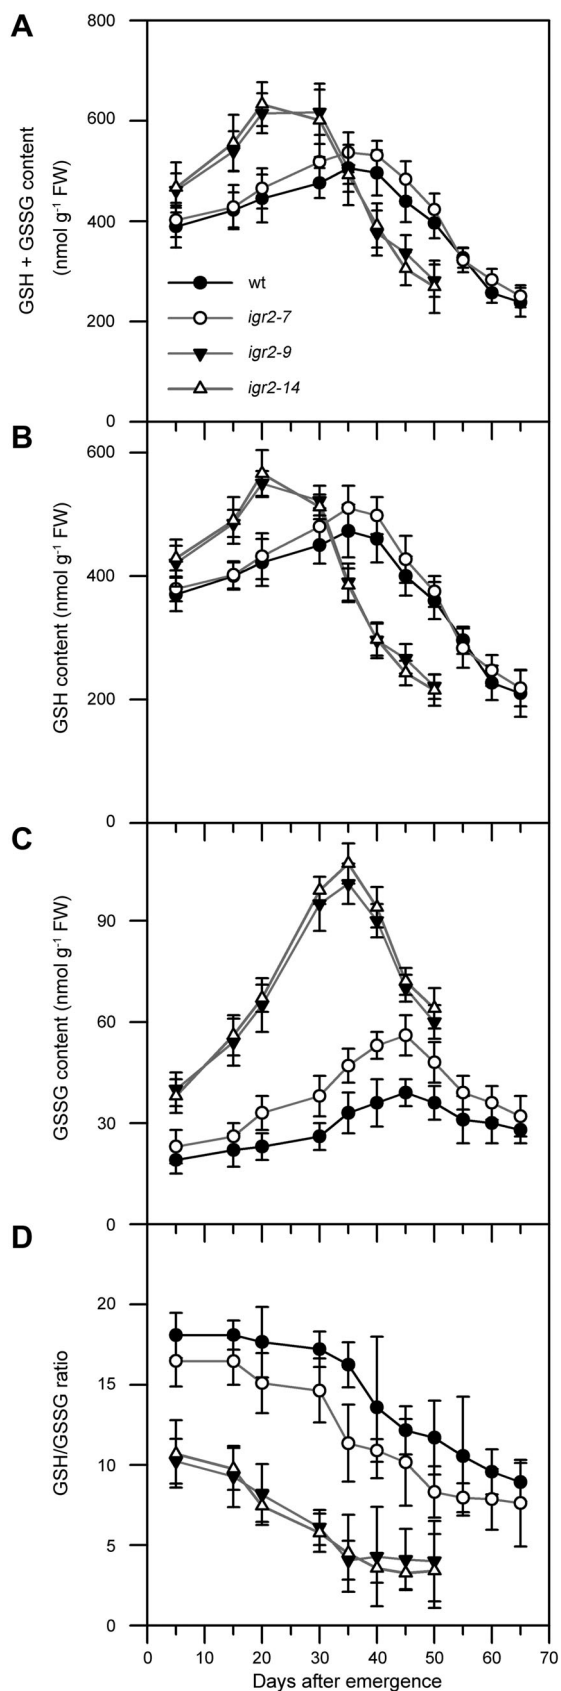 A
800
600
400
200
0
GSH + GSSG content
(nmol g⁻¹ FW)
wt
igr2-7
igr2-9
igr2-14
B
600
400
200
0
GSH content (nmol g⁻¹ FW)
C
90
60
30
0
GSSG content (nmol g⁻¹ FW)
D
20
15
10
5
0
GSH/GSSG ratio
0 10 20 30 40 50 60 70
Days after emergence